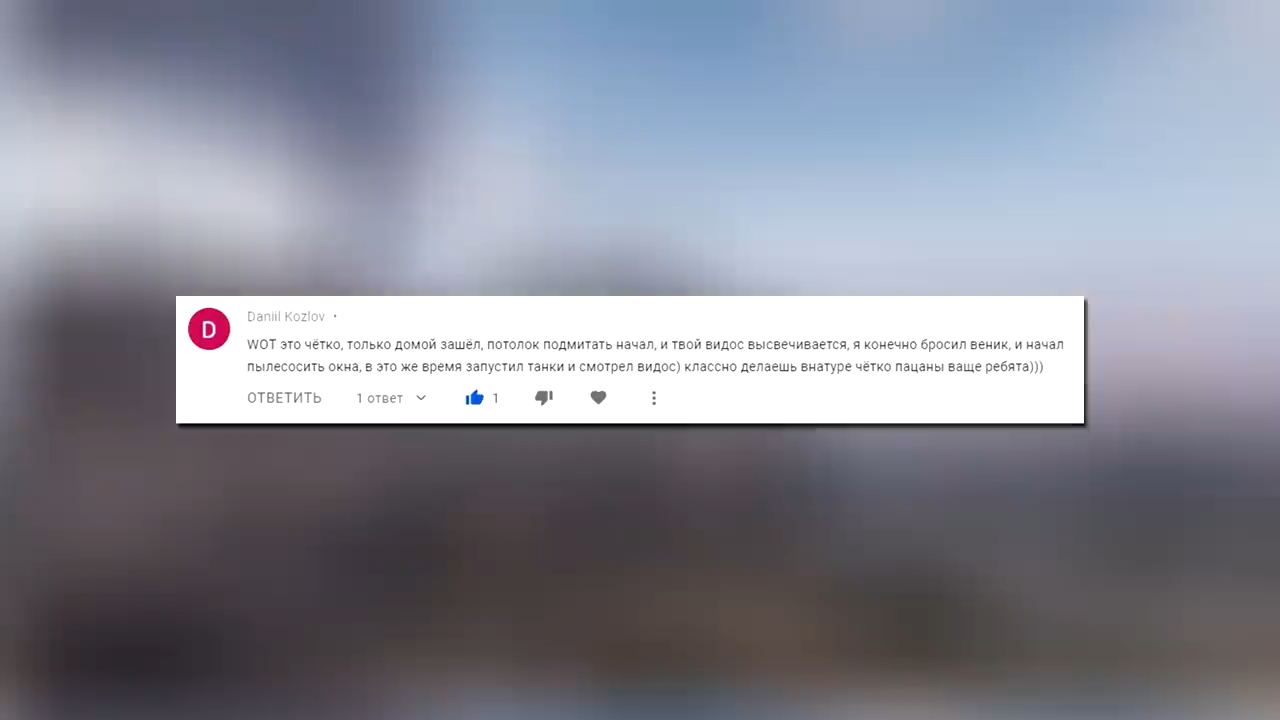 D
Daniil Kozlov •
WOT это чётко, только домой зашёл, потолок подмитать начал, и твой видос высвечивается, я конечно бросил веник, и начал
пылесосить окна, в это же время запустил танки и смотрел видос) классно делаешь внатуре чётко пацаны ваще ребята)))
ОТВЕТИТЬ 1 ответ 1